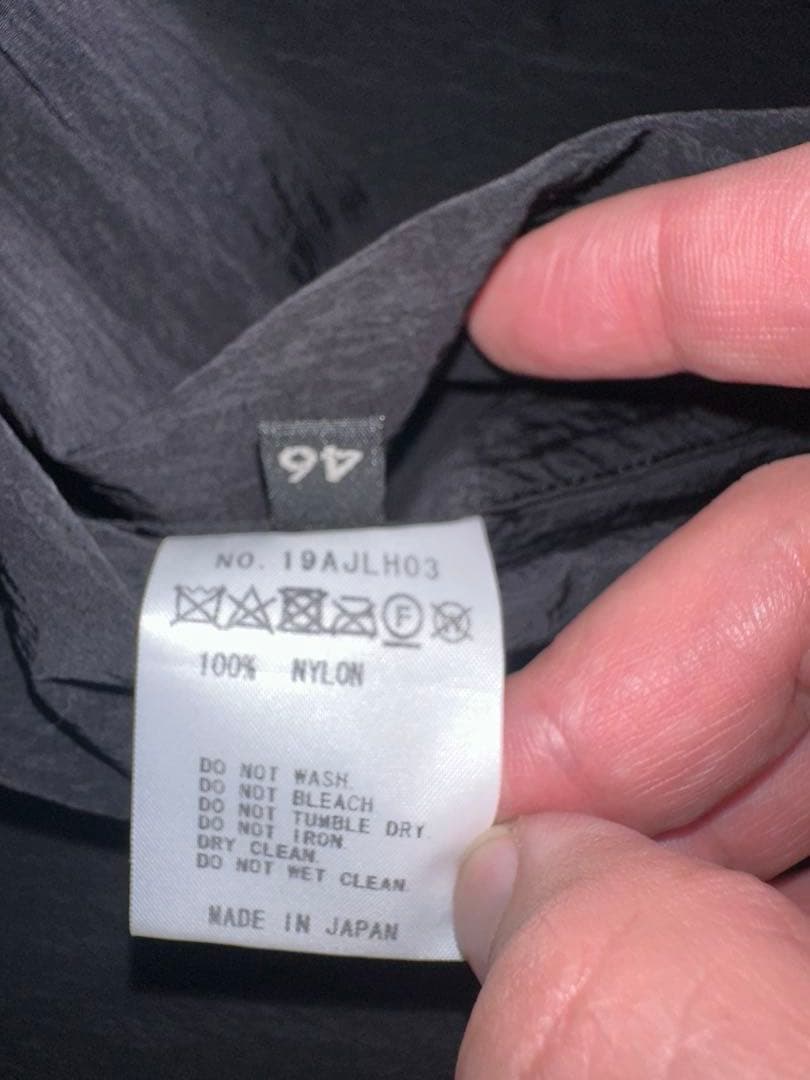 46
NO. 19AJLH03
F W
100% NYLON
DO NOT WASH.
DO NOT BLEACH
DO NOT TUMBLE DRY.
DO NOT IRON.
DRY CLEAN.
DO NOT WET CLEAN.
MADE IN JAPAN